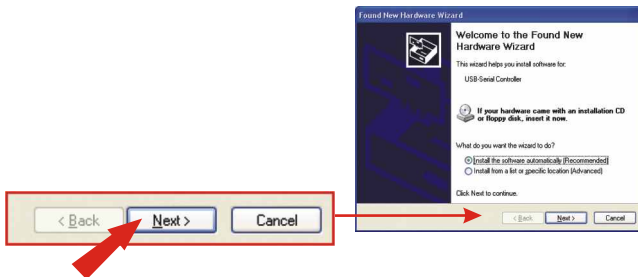 Found New Hardware Wizard
Welcome to the Found New
Hardware Wizard
This wizard helps you install software for:
USB-Serial Controller
If your hardware came with an installation CD
or floppy disk, insert it now.
What do you want the wizard to do?
Install the software automatically (Recommended)
Install from a list or specific location (Advanced)
Click Next to continue.
< Back Next > Cancel
< Back Next > Cancel